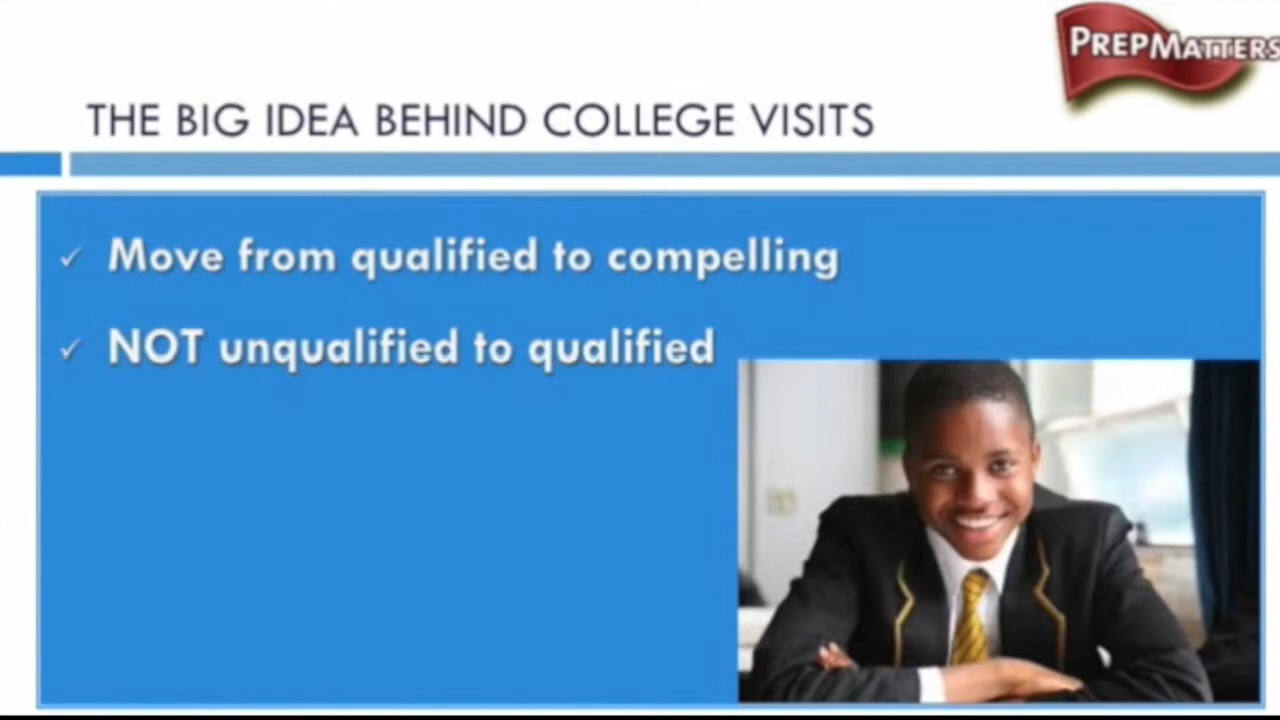 PREPMATTERS
THE BIG IDEA BEHIND COLLEGE VISITS
✓ Move from qualified to compelling
✓ NOT unqualified to qualified